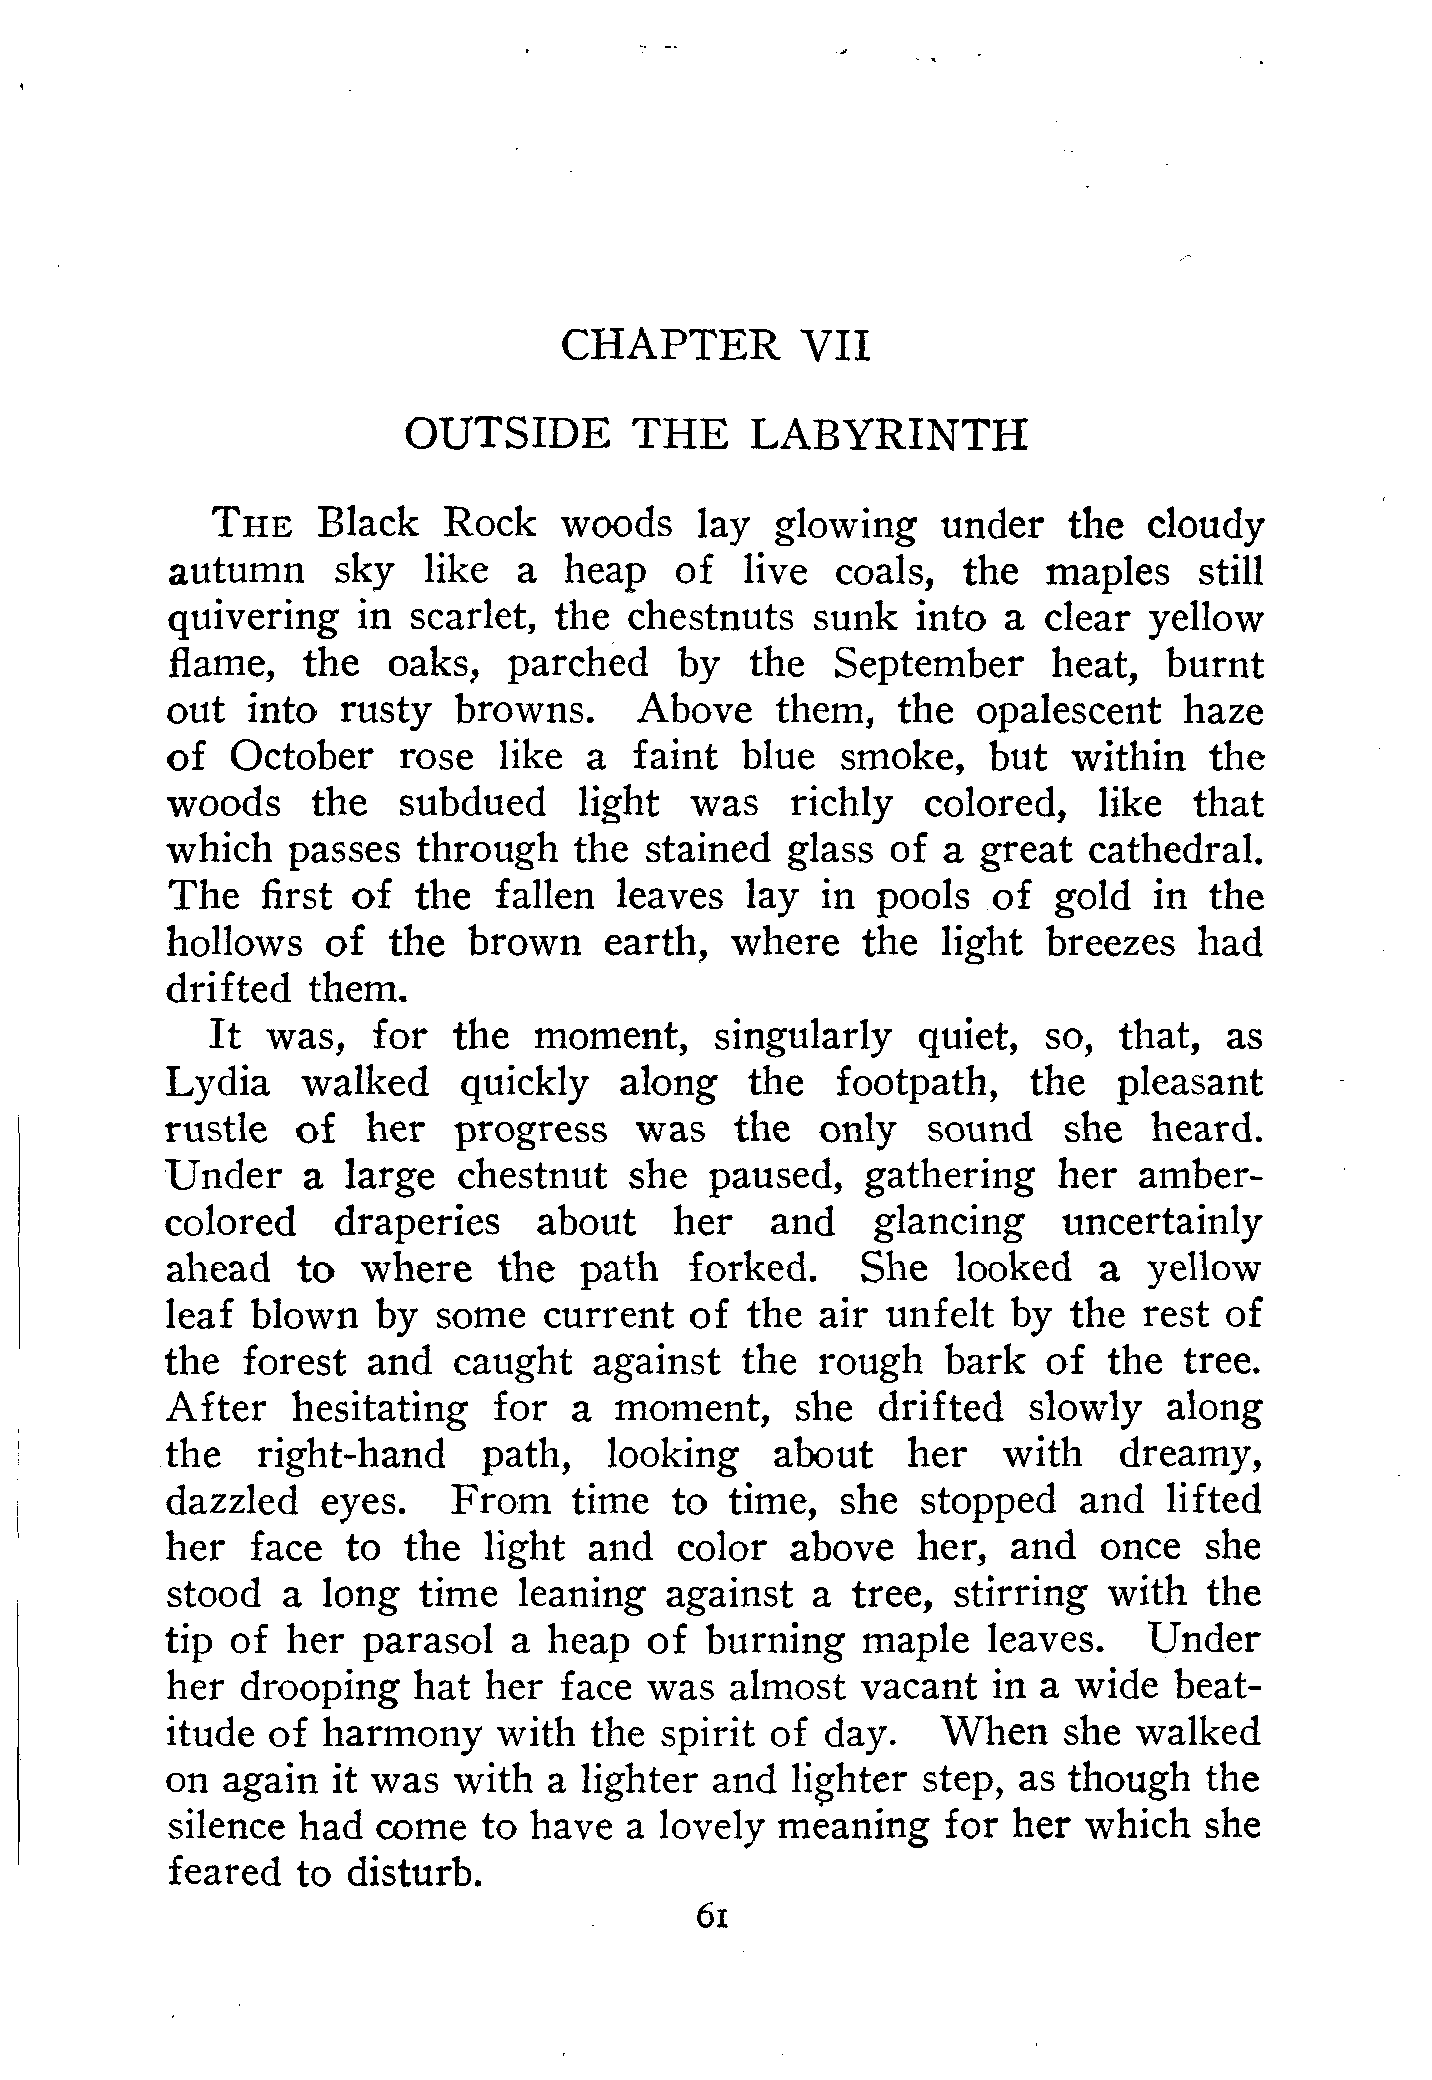 CHAPTER VII
OUTSIDE THE LABYRINTH
THE Black Rock woods lay glowing under the cloudy
autumn sky like a heap of live coals, the maples still
quivering in scarlet, the chestnuts sunk into a clear yellow
flame, the oaks, parched by the September heat, burnt
out into rusty browns. Above them, the opalescent haze
of October rose like a faint blue smoke, but within the
woods the subdued light was richly colored, like that
which passes through the stained glass of a great cathedral.
The first of the fallen leaves lay in pools of gold in the
hollows of the brown earth, where the light breezes had
drifted them.
It was, for the moment, singularly quiet, so, that, as
Lydia walked quickly along the footpath, the pleasant
rustle of her progress was the only sound she heard.
Under a large chestnut she paused, gathering her amber-
colored draperies about her and glancing uncertainly
ahead to where the path forked. She looked a yellow
leaf blown by some current of the air unfelt by the rest of
the forest and caught against the rough bark of the tree.
After hesitating for a moment, she drifted slowly along
the right-hand path, looking about her with dreamy,
dazzled eyes. From time to time, she stopped and lifted
her face to the light and color above her, and once she
stood a long time leaning against a tree, stirring with the
tip of her parasol a heap of burning maple leaves. Under
her drooping hat her face was almost vacant in a wide beat-
itude of harmony with the spirit of day. When she walked
on again it was with a lighter and lighter step, as though the
silence had come to have a lovely meaning for her which she
feared to disturb.
61